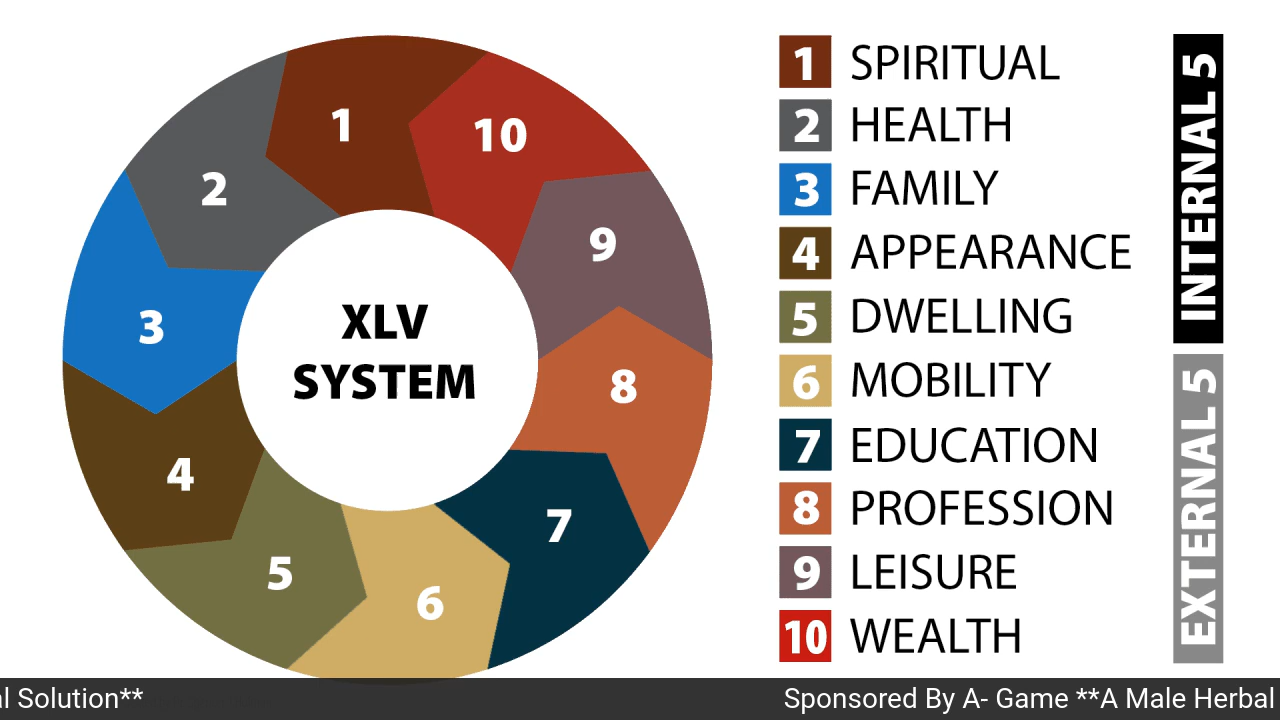 1
10
2
9
3
8
4
7
5
6
XLV
SYSTEM
1 SPIRITUAL
2 HEALTH
3 FAMILY
4 APPEARANCE
5 DWELLING
6 MOBILITY
7 EDUCATION
8 PROFESSION
9 LEISURE
10 WEALTH
INTERNAL 5
EXTERNAL 5
l Solution**
Sponsored By A- Game **A Male Herbal